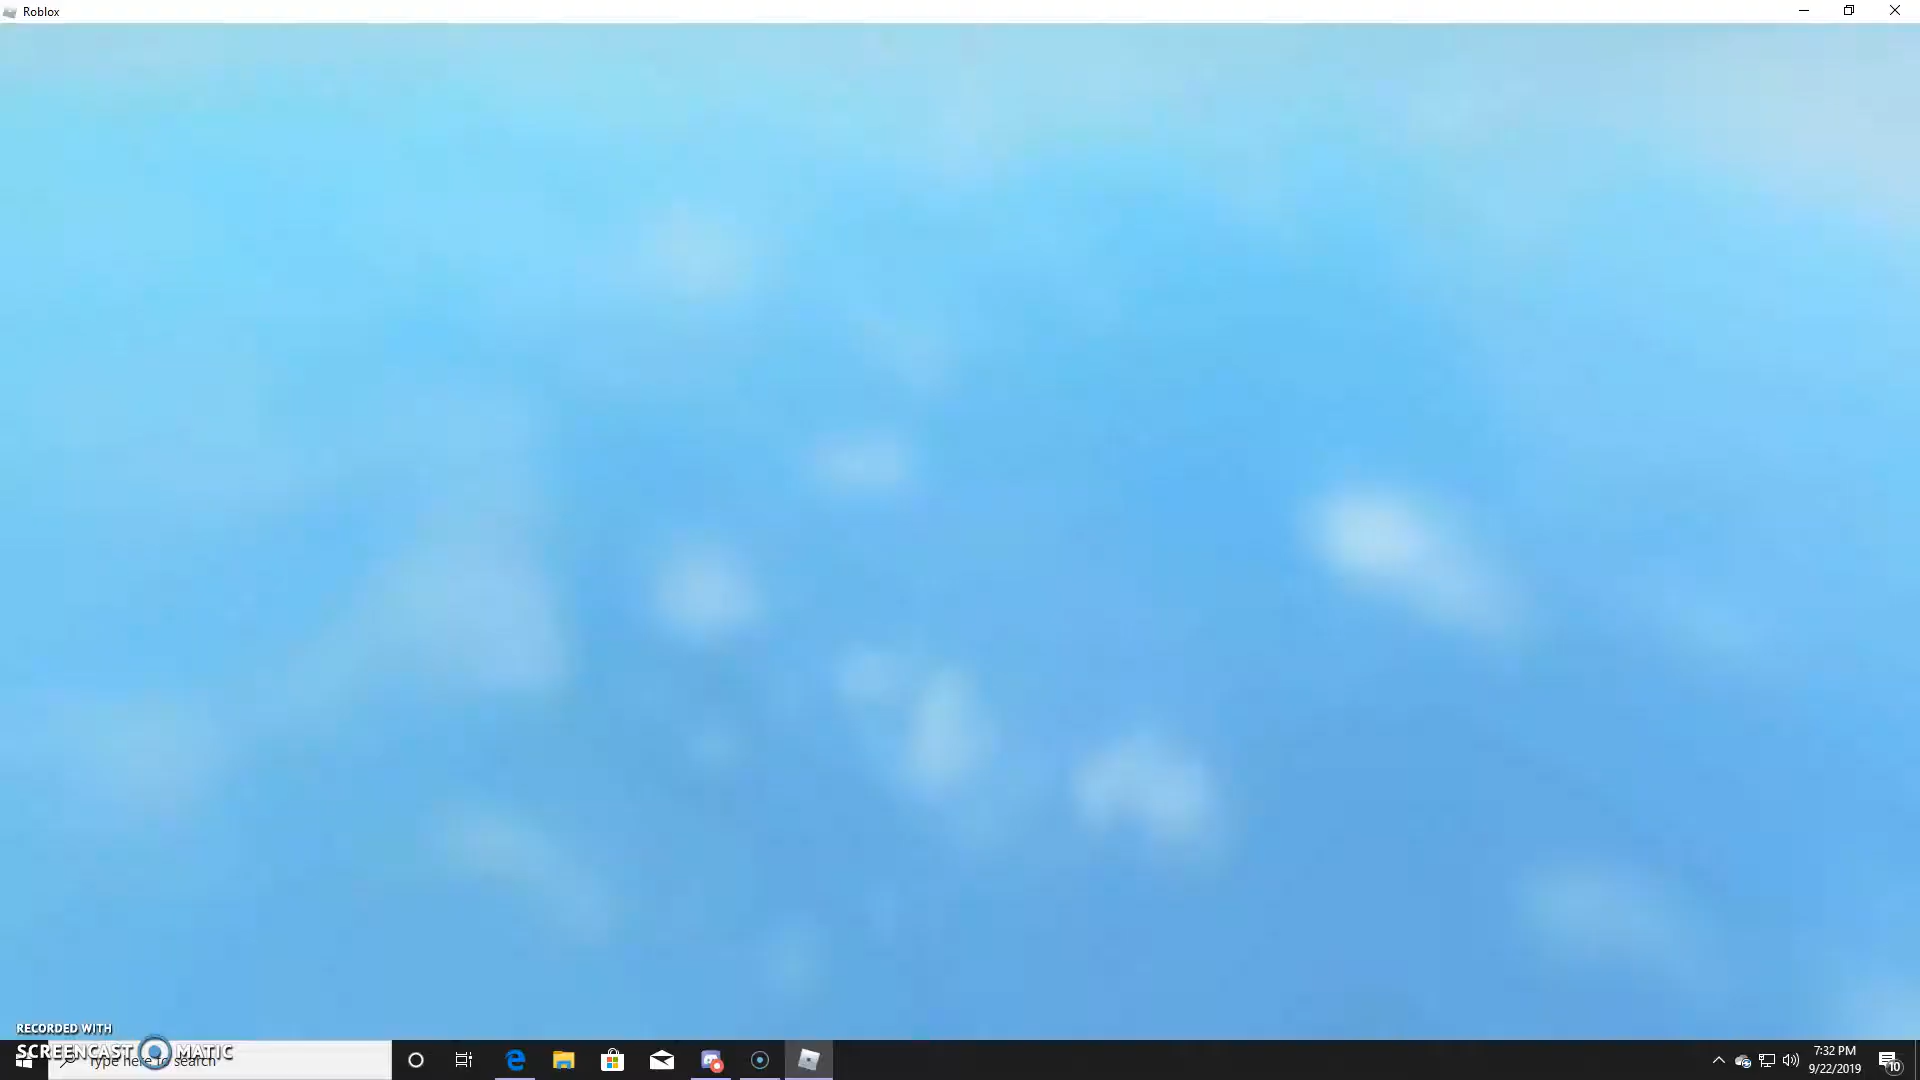 Roblox
RECORDED WITH
SCREENCAST MATIC
Type here to search
7:32 PM
9/22/2019
10